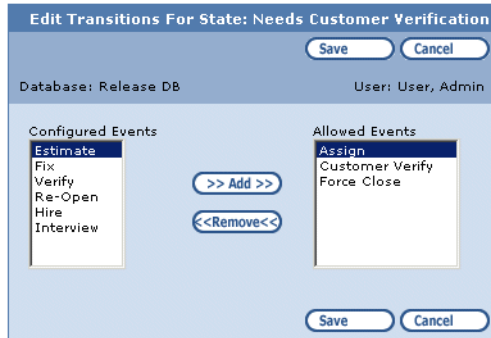 Edit Transitions For State: Needs Customer Verification
Save Cancel
Database: Release DB User: User, Admin
Configured Events Allowed Events
Estimate
Fix
Verify
Re-Open
Hire
Interview
>> Add >>
<<Remove<<
Assign
Customer Verify
Force Close
Save Cancel